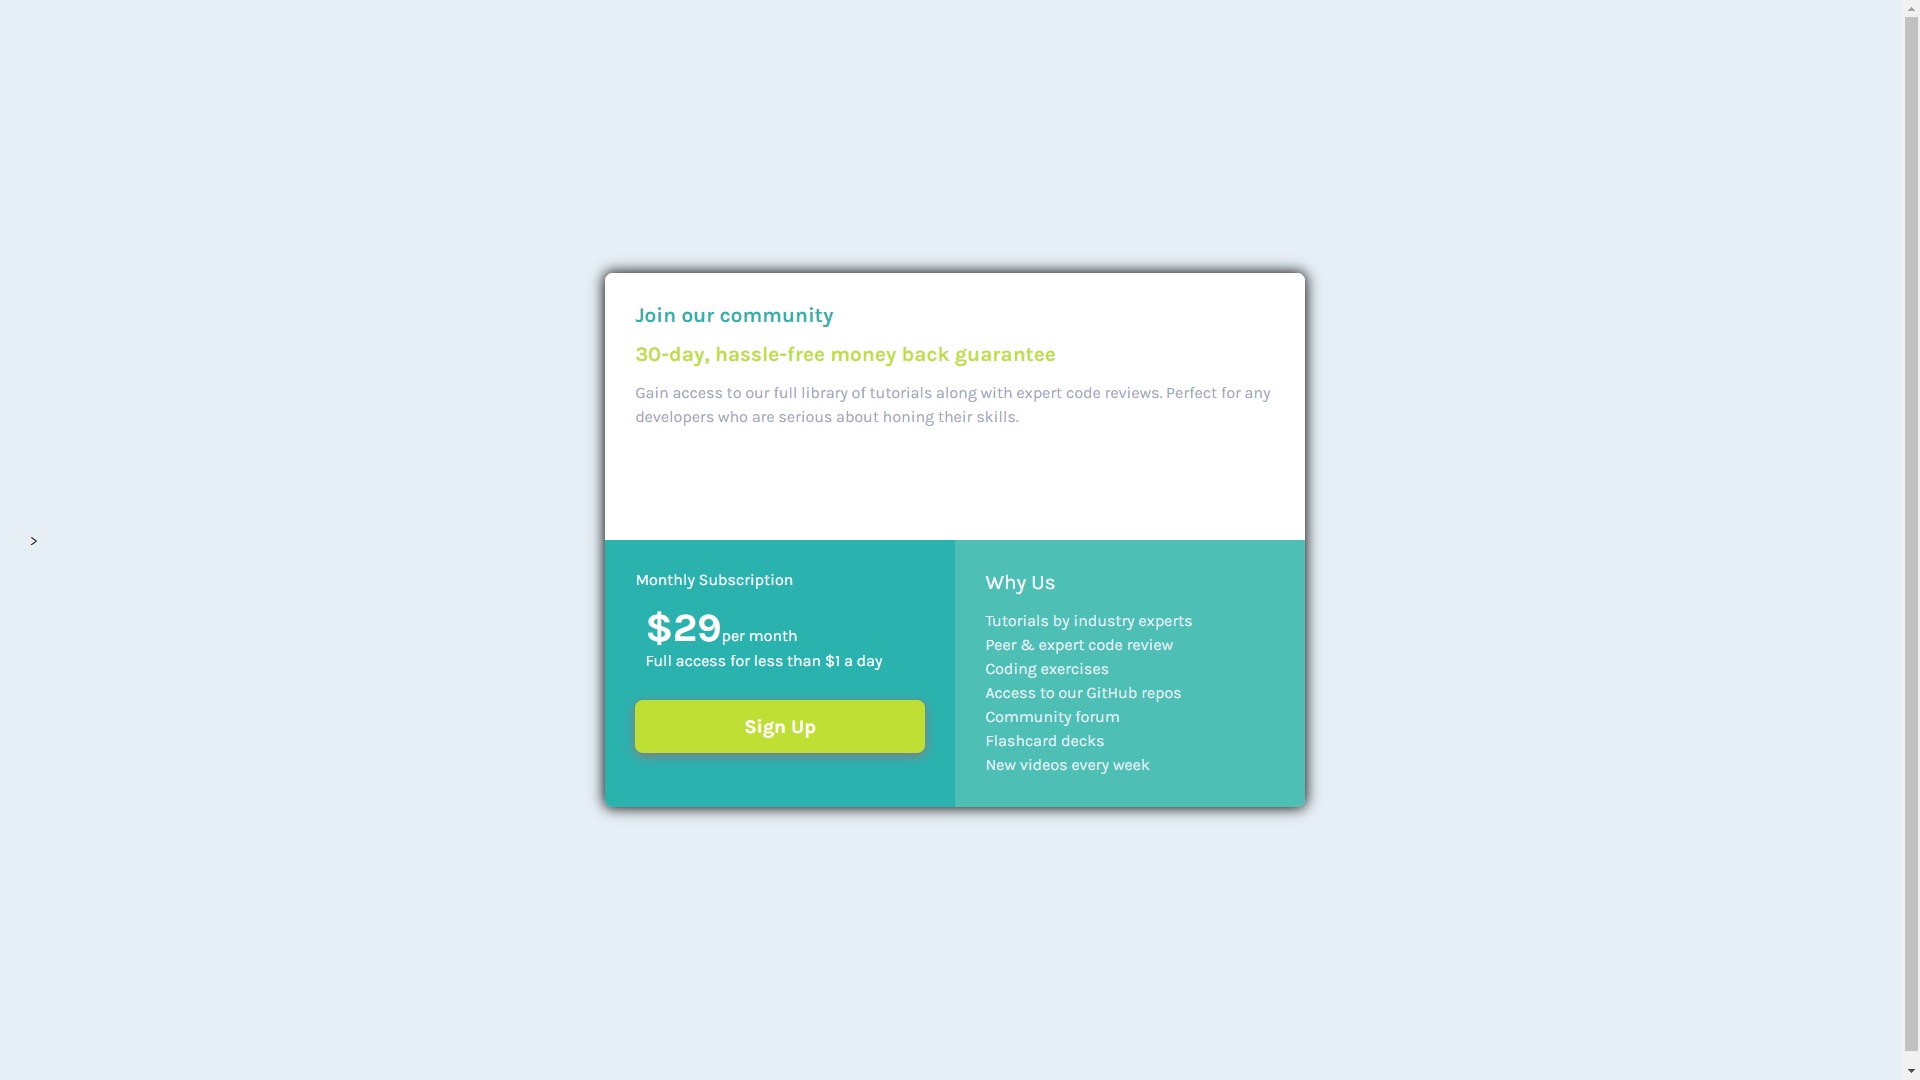 Join our community
30-day, hassle-free money back guarantee
Gain access to our full library of tutorials along with expert code reviews. Perfect for any
developers who are serious about honing their skills.
>
Monthly Subscription
$29per month
Full access for less than $1 a day
Sign Up
Why Us
Tutorials by industry experts
Peer & expert code review
Coding exercises
Access to our GitHub repos
Community forum
Flashcard decks
New videos every week